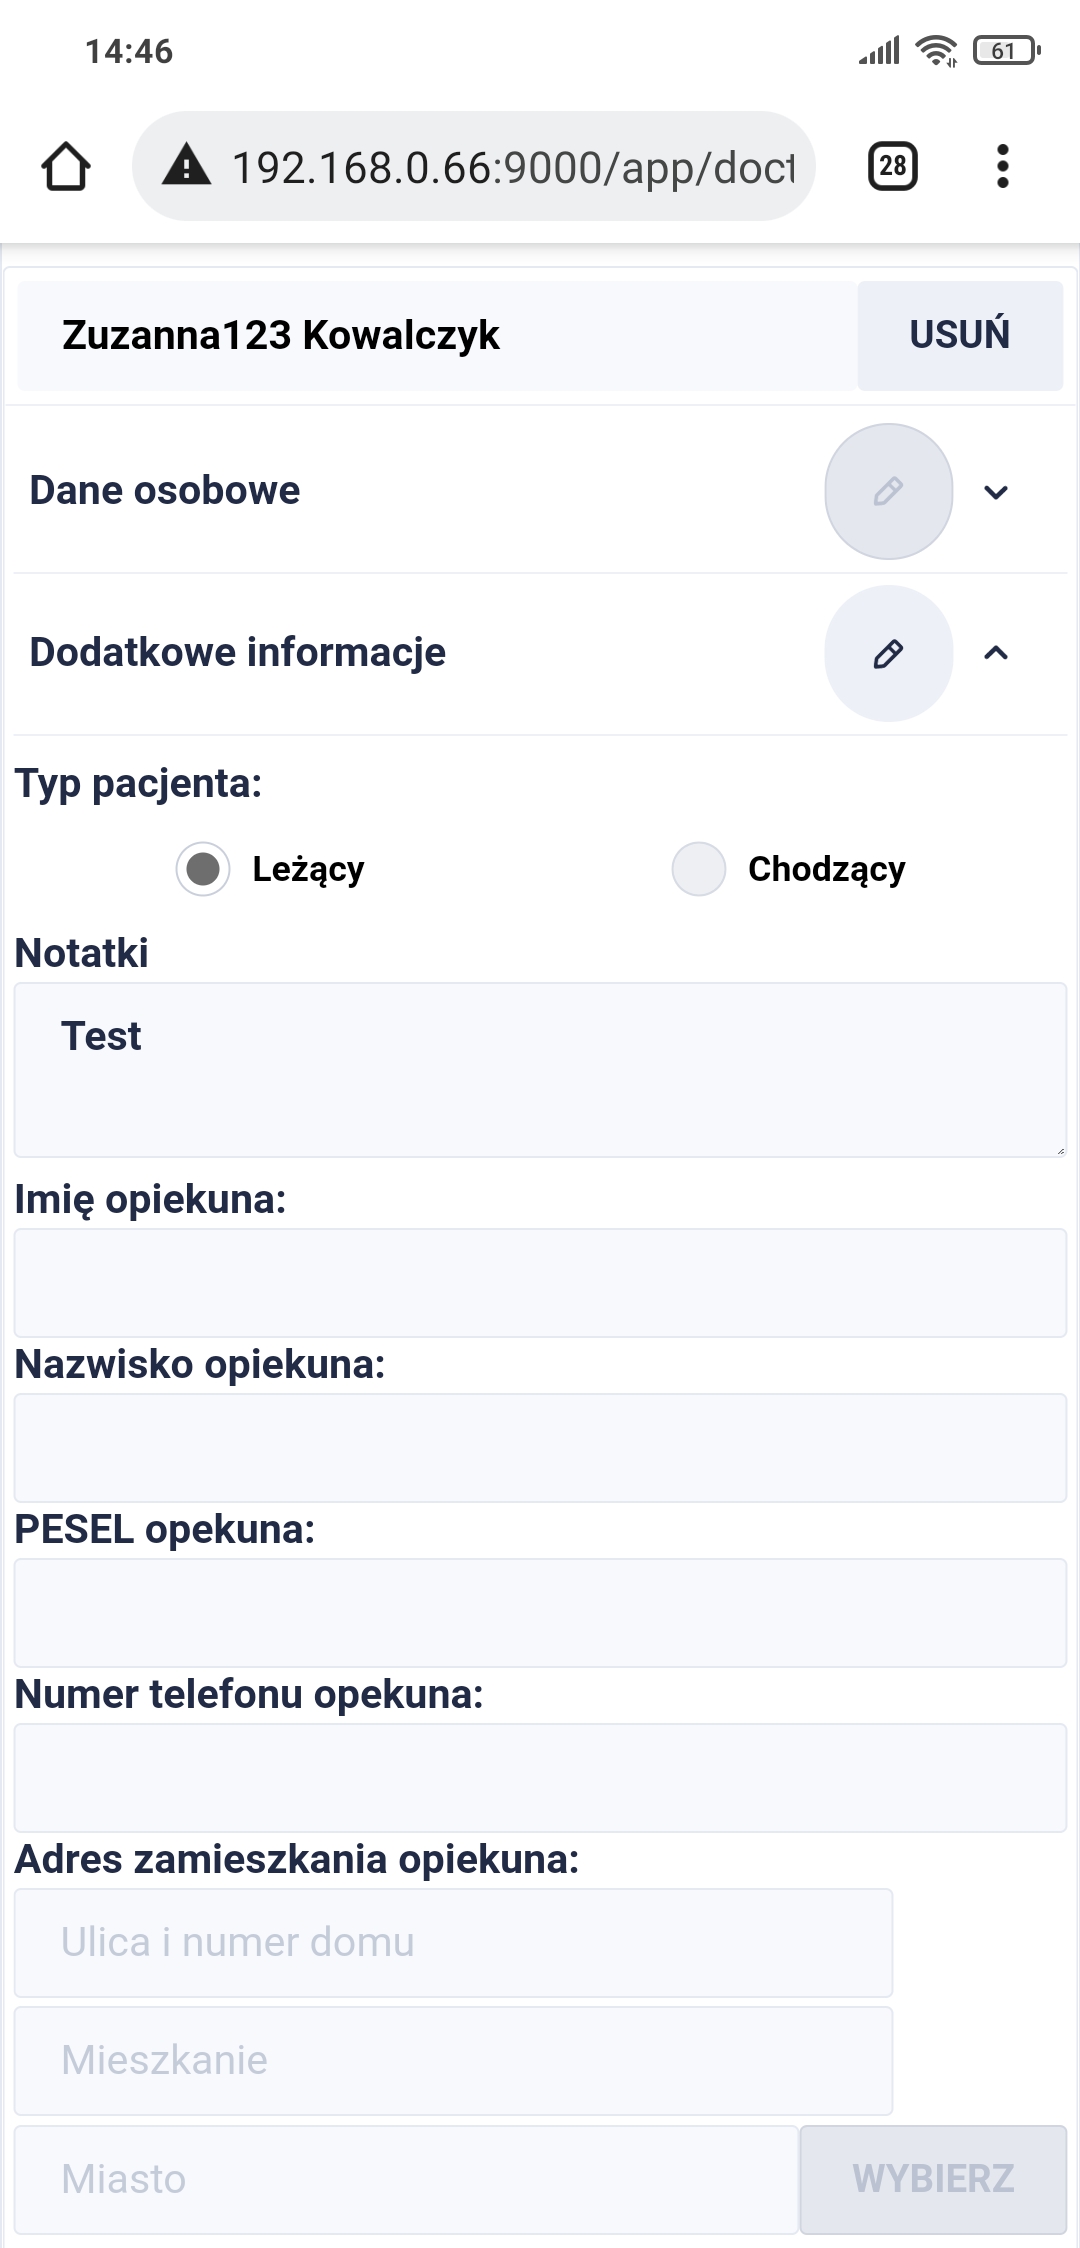 14:46
61
192.168.0.66:9000/app/doct
28
Zuzanna123 Kowalczyk
USUŃ
Dane osobowe
Dodatkowe informacje
Typ pacjenta:
Leżący
Chodzący
Notatki
Test
Imię opiekuna:
Nazwisko opiekuna:
PESEL opekuna:
Numer telefonu opekuna:
Adres zamieszkania opiekuna:
Ulica i numer domu
Mieszkanie
Miasto
WYBIERZ